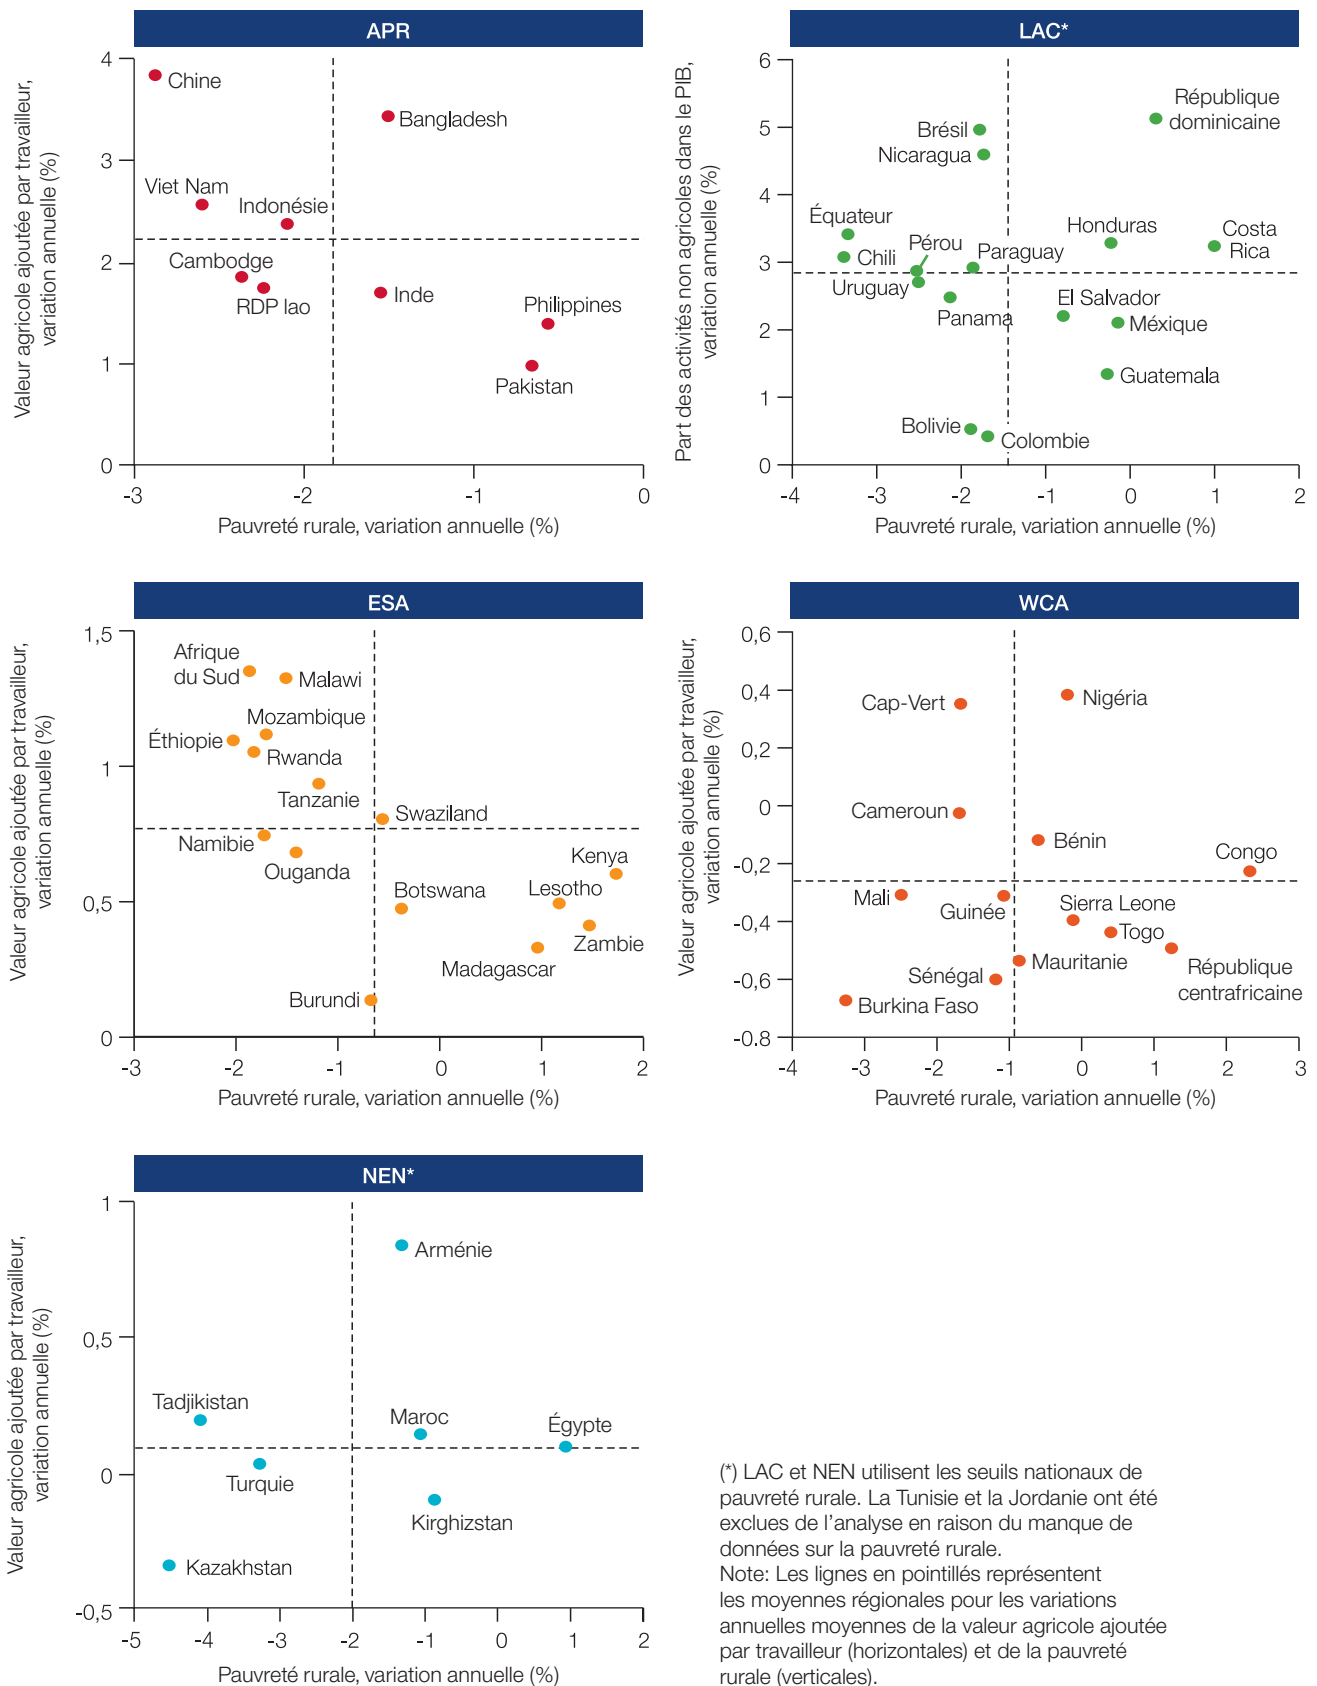 APR
Valeur agricole ajoutée par travailleur,
variation annuelle (%)
4
3
2
1
0
Chine
Bangladesh
Viet Nam
Indonésie
Cambodge
RDP lao
Inde
Philippines
Pakistan
-3
-2
-1
0
Pauvreté rurale, variation annuelle (%)
LAC*
Part des activités non agricoles dans le PIB,
variation annuelle (%)
6
5
4
3
2
1
0
République
dominicaine
Brésil
Nicaragua
Équateur
Chili
Pérou
Paraguay
Honduras
Costa
Rica
Uruguay
Panama
El Salvador
Méxique
Guatemala
Bolivie
Colombie
-4
-3
-2
-1
0
1
2
Pauvreté rurale, variation annuelle (%)
ESA
Valeur agricole ajoutée par travailleur,
variation annuelle (%)
1,5
1
0,5
0
Afrique
du Sud
Malawi
Mozambique
Éthiopie
Rwanda
Tanzanie
Swaziland
Namibie
Ouganda
Kenya
Botswana
Lesotho
Zambie
Madagascar
Burundi
-3
-2
-1
0
1
2
Pauvreté rurale, variation annuelle (%)
WCA
Valeur agricole ajoutée par travailleur,
variation annuelle (%)
0,6
0,4
0,2
0
-0,2
-0,4
-0,6
-0.8
Cap-Vert
Nigéria
Cameroun
Bénin
Congo
Mali
Guinée
Sierra Leone
Togo
Mauritanie
Sénégal
République
centrafricaine
Burkina Faso
-4
-3
-2
-1
0
1
2
3
Pauvreté rurale, variation annuelle (%)
NEN*
Valeur agricole ajoutée par travailleur,
variation annuelle (%)
1
0,5
0
-0,5
Arménie
Tadjikistan
Maroc
Égypte
Turquie
Kirghizstan
Kazakhstan
-5
-4
-3
-2
-1
0
1
2
Pauvreté rurale, variation annuelle (%)
(*) LAC et NEN utilisent les seuils nationaux de
pauvreté rurale. La Tunisie et la Jordanie ont été
exclues de l'analyse en raison du manque de
données sur la pauvreté rurale.
Note: Les lignes en pointillés représentent
les moyennes régionales pour les variations
annuelles moyennes de la valeur agricole ajoutée
par travailleur (horizontales) et de la pauvreté
rurale (verticales).